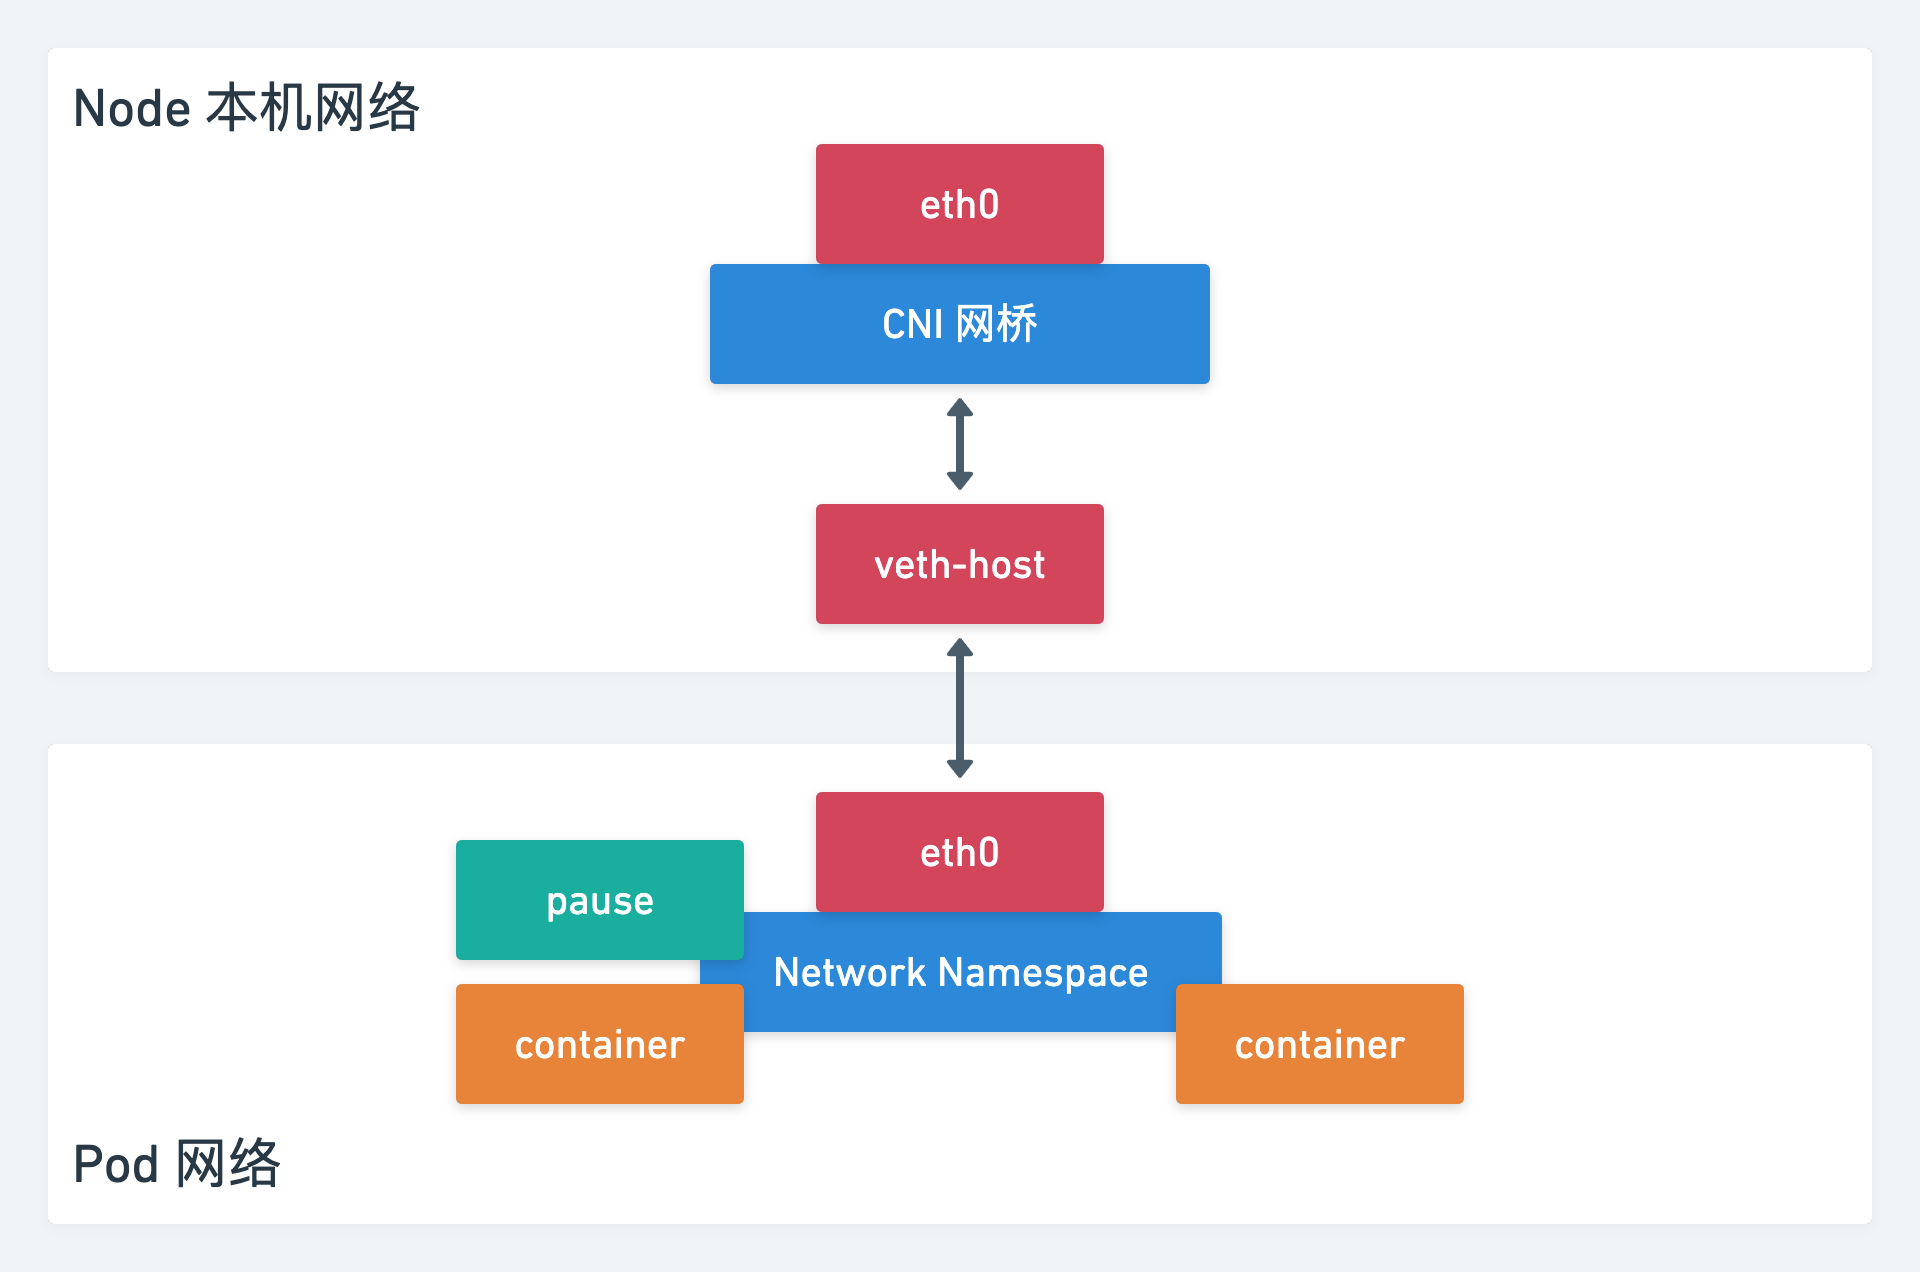 Node 本机网络
eth0
CNI 网桥
veth-host
eth0
pause
Network Namespace
container
container
Pod 网络